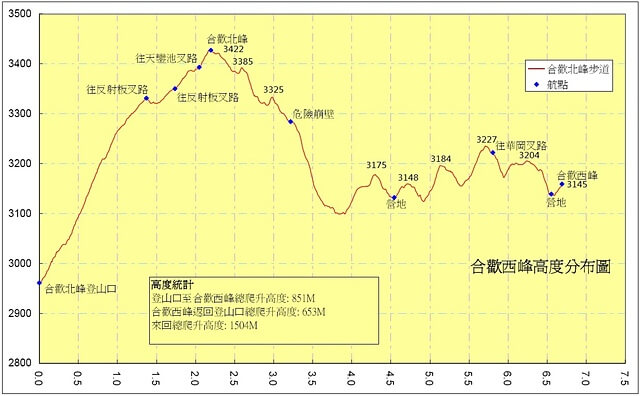 3500
3400
3300
3200
3100
3000
2900
2800
合歡北峰
3422
往天巒池叉路
3385
往反射板叉路
往反射板叉路
3325
危險崩壁
合歡北峰步道
航點
3175
3148
營地
3184
3227
往華岡叉路
3204
合歡西峰
3145
營地
合歡北峰登山口
合歡西峰高度分布圖
高度統計
登山口至合歡西峰總爬升高度: 851M
合歡西峰返回登山口總爬升高度: 653M
來回總爬升高度: 1504M
0.0
0.5
1.0
1.5
2.0
2.5
3.0
3.5
4.0
4.5
5.0
5.5
6.0
6.5
7.0
7.5